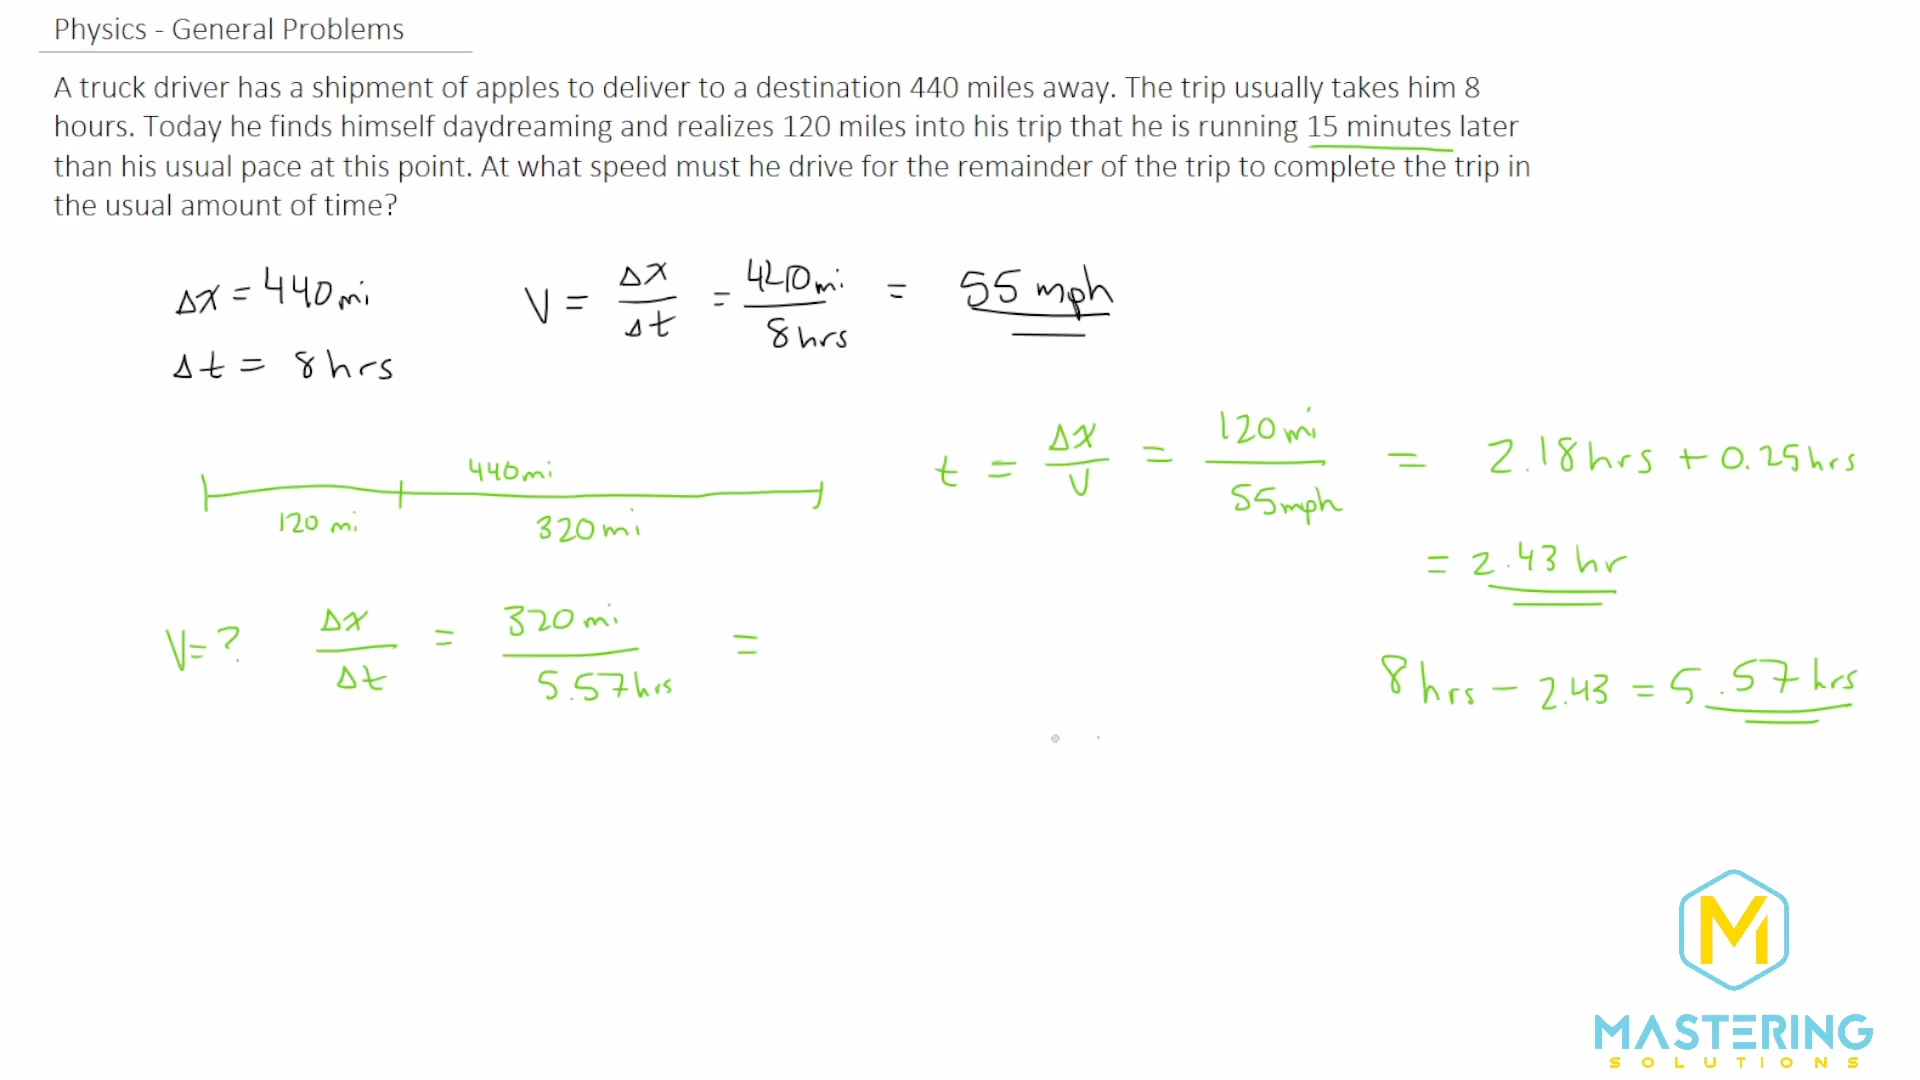 Physics - General Problems
A truck driver has a shipment of apples to deliver to a destination 440 miles away. The trip usually takes him 8
hours. Today he finds himself daydreaming and realizes 120 miles into his trip that he is running 15 minutes later
than his usual pace at this point. At what speed must he drive for the remainder of the trip to complete the trip in
the usual amount of time?
Δx = 440 mi
Δt = 8 hrs
V = Δx/Δt = 440 mi/8 hrs = 55 mph
440 mi
120 mi 320 mi
t = Δx/V = 120 mi/55 mph = 2.18 hrs + 0.25 hrs
= 2.43 hr
8 hrs − 2.43 = 5.57 hrs
V = ? Δx/Δt = 320 mi/5.57 hrs =
M
MASTERING
SOLUTIONS